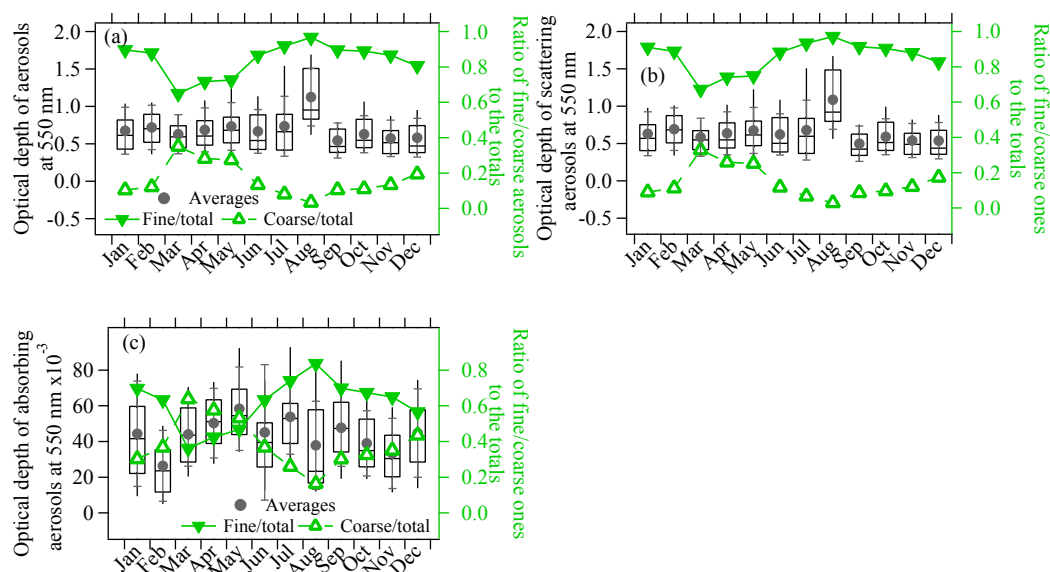 (a)
Optical depth of aerosols
at 550 nm
2.0
1.5
1.0
0.5
0.0
-0.5
1.0
0.8
0.6
0.4
0.2
0.0
Ratio of fine/coarse aerosols
to the totals
Averages
Fine/total
Coarse/total
Jan
Feb
Mar
Apr
May
Jun
Jul
Aug
Sep
Oct
Nov
Dec
(b)
Optical depth of scattering
aerosols at 550 nm
2.0
1.5
1.0
0.5
0.0
-0.5
1.0
0.8
0.6
0.4
0.2
0.0
Ratio of fine/coarse ones
to the totals
Jan
Feb
Mar
Apr
May
Jun
Jul
Aug
Sep
Oct
Nov
Dec
(c)
Optical depth of absorbing
aerosols at 550 nm x10-3
80
60
40
20
0
0.8
0.6
0.4
0.2
0.0
Ratio of fine/coarse ones
to the totals
Averages
Fine/total
Coarse/total
Jan
Feb
Mar
Apr
May
Jun
Jul
Aug
Sep
Oct
Nov
Dec